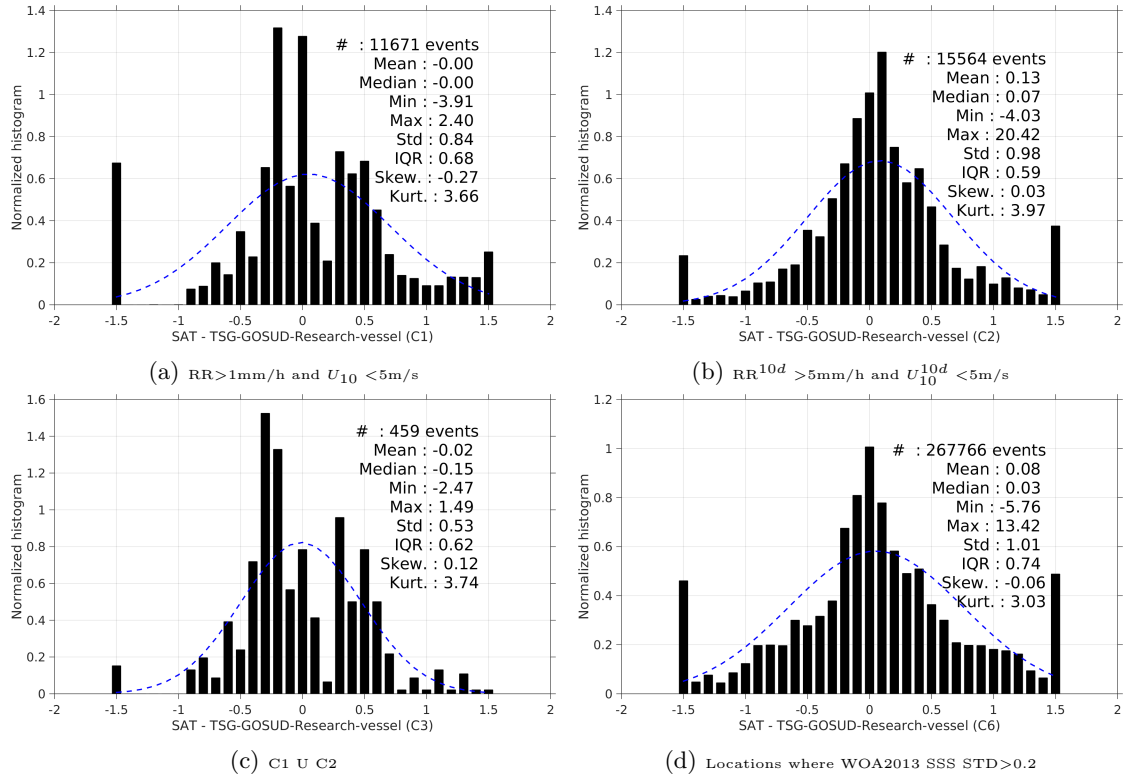 1.4
1.2
1
0.8
0.6
0.4
0.2
0
-2
-1.5
-1
-0.5
0
0.5
1
1.5
2
Normalized histogram
SAT - TSG-GOSUD-Research-vessel (C1)
# : 11671 events
Mean : -0.00
Median : -0.00
Min : -3.91
Max : 2.40
Std : 0.84
IQR : 0.68
Skew. : -0.27
Kurt. : 3.66
(a) RR>1mm/h and U10 <5m/s
1.4
1.2
1
0.8
0.6
0.4
0.2
0
-2
-1.5
-1
-0.5
0
0.5
1
1.5
2
Normalized histogram
SAT - TSG-GOSUD-Research-vessel (C2)
# : 15564 events
Mean : 0.13
Median : 0.07
Min : -4.03
Max : 20.42
Std : 0.98
IQR : 0.59
Skew. : 0.03
Kurt. : 3.97
(b) RR^10d >5mm/h and U10^10d <5m/s
1.6
1.4
1.2
1
0.8
0.6
0.4
0.2
0
-2
-1.5
-1
-0.5
0
0.5
1
1.5
2
Normalized histogram
SAT - TSG-GOSUD-Research-vessel (C3)
# : 459 events
Mean : -0.02
Median : -0.15
Min : -2.47
Max : 1.49
Std : 0.53
IQR : 0.62
Skew. : 0.12
Kurt. : 3.74
(c) C1 U C2
1.2
1
0.8
0.6
0.4
0.2
0
-2
-1.5
-1
-0.5
0
0.5
1
1.5
2
Normalized histogram
SAT - TSG-GOSUD-Research-vessel (C6)
# : 267766 events
Mean : 0.08
Median : 0.03
Min : -5.76
Max : 13.42
Std : 1.01
IQR : 0.74
Skew. : -0.06
Kurt. : 3.03
(d) Locations where WOA2013 SSS STD>0.2